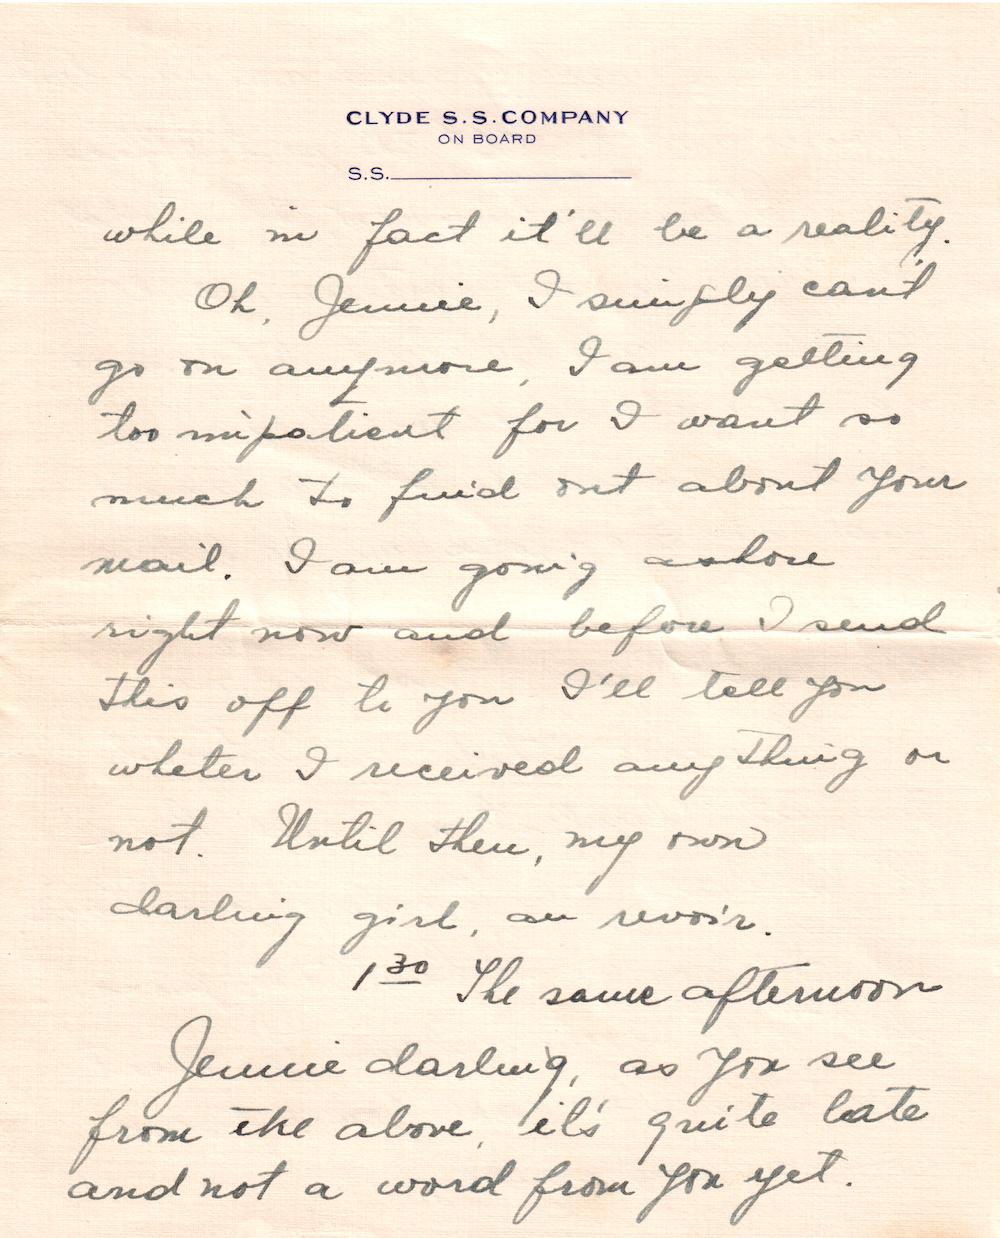 CLYDE S.S. COMPANY
ON BOARD
S.S.
while in fact it'll be a reality.
Oh, Jennie, I simply can't
go on anymore, I am getting
too impatient for I want so
much to find out about your
mail. I am going ashore
right now and before I send
this off to you I'll tell you
wheter I received anything or
not. Until then, my own
darling girl, au revoir.
1 30 The same afternoon
Jennie darling, as you see
from the above, it's quite late
and not a word from you yet.